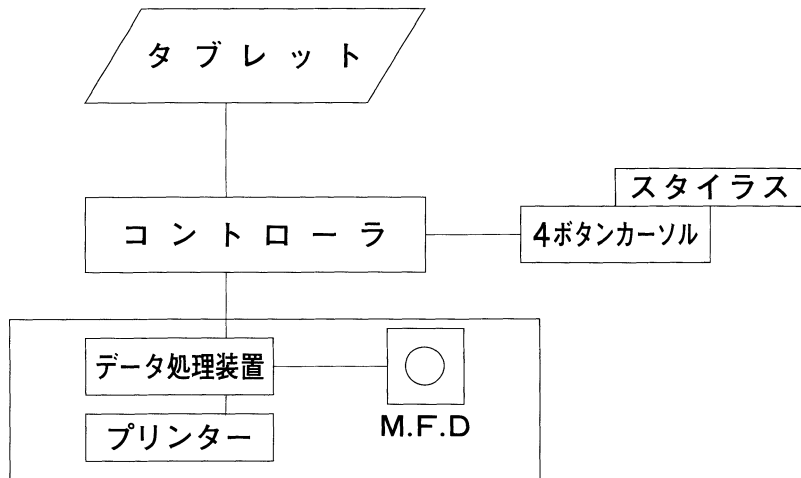 タブレット
コントローラ
スタイラス
4ボタンカーソル
データ処理装置
M.F.D
プリンター